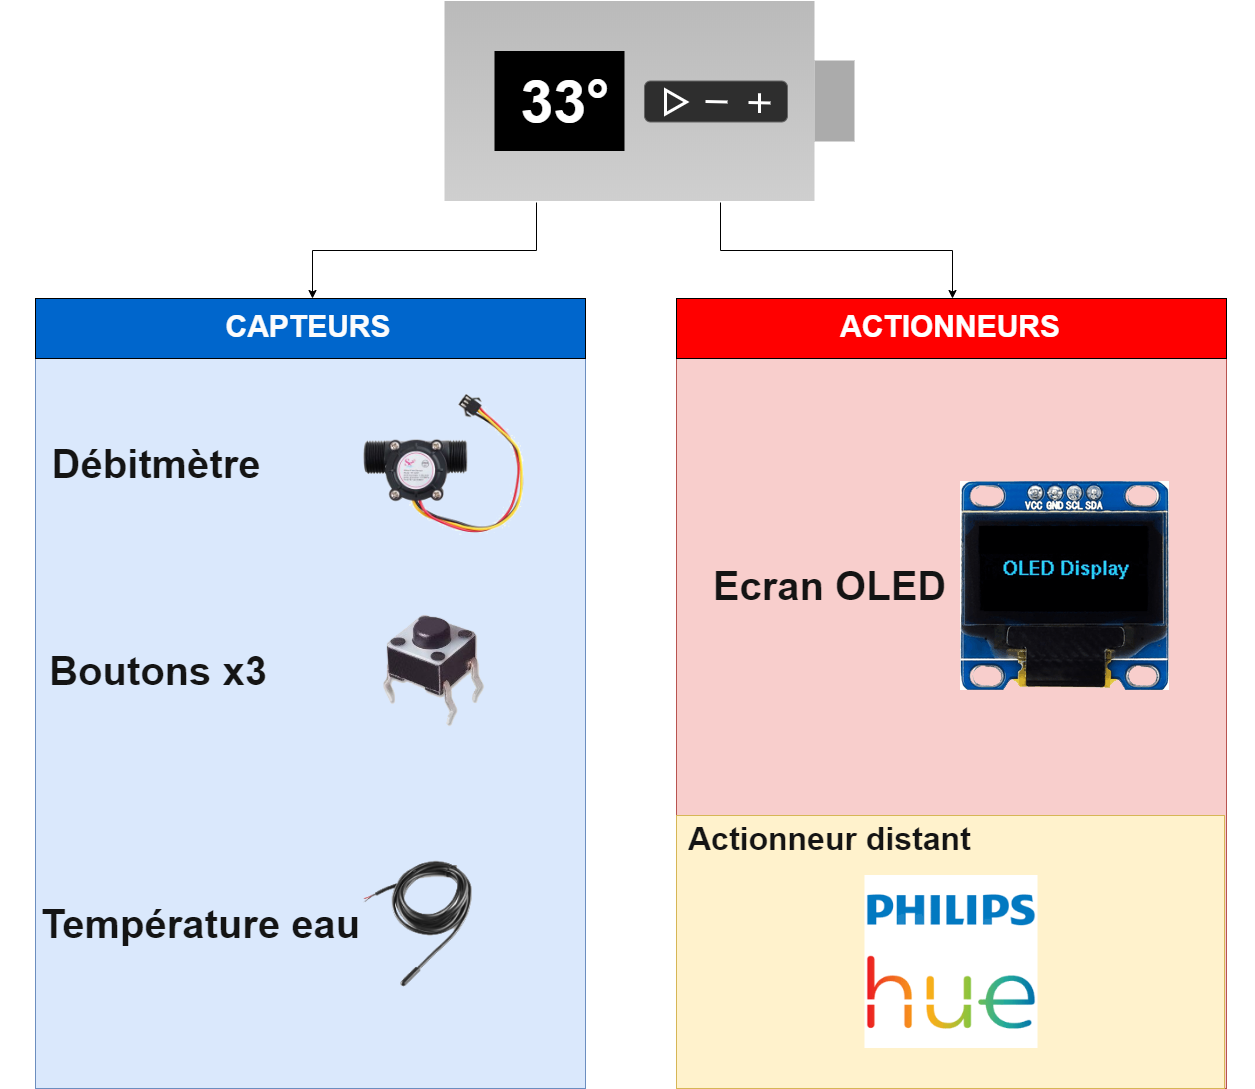 33°
CAPTEURS
ACTIONNEURS
Débitmètre
VCC GND SCL SDA
OLED Display
Ecran OLED
Boutons x3
Actionneur distant
PHILIPS
hue
Température eau